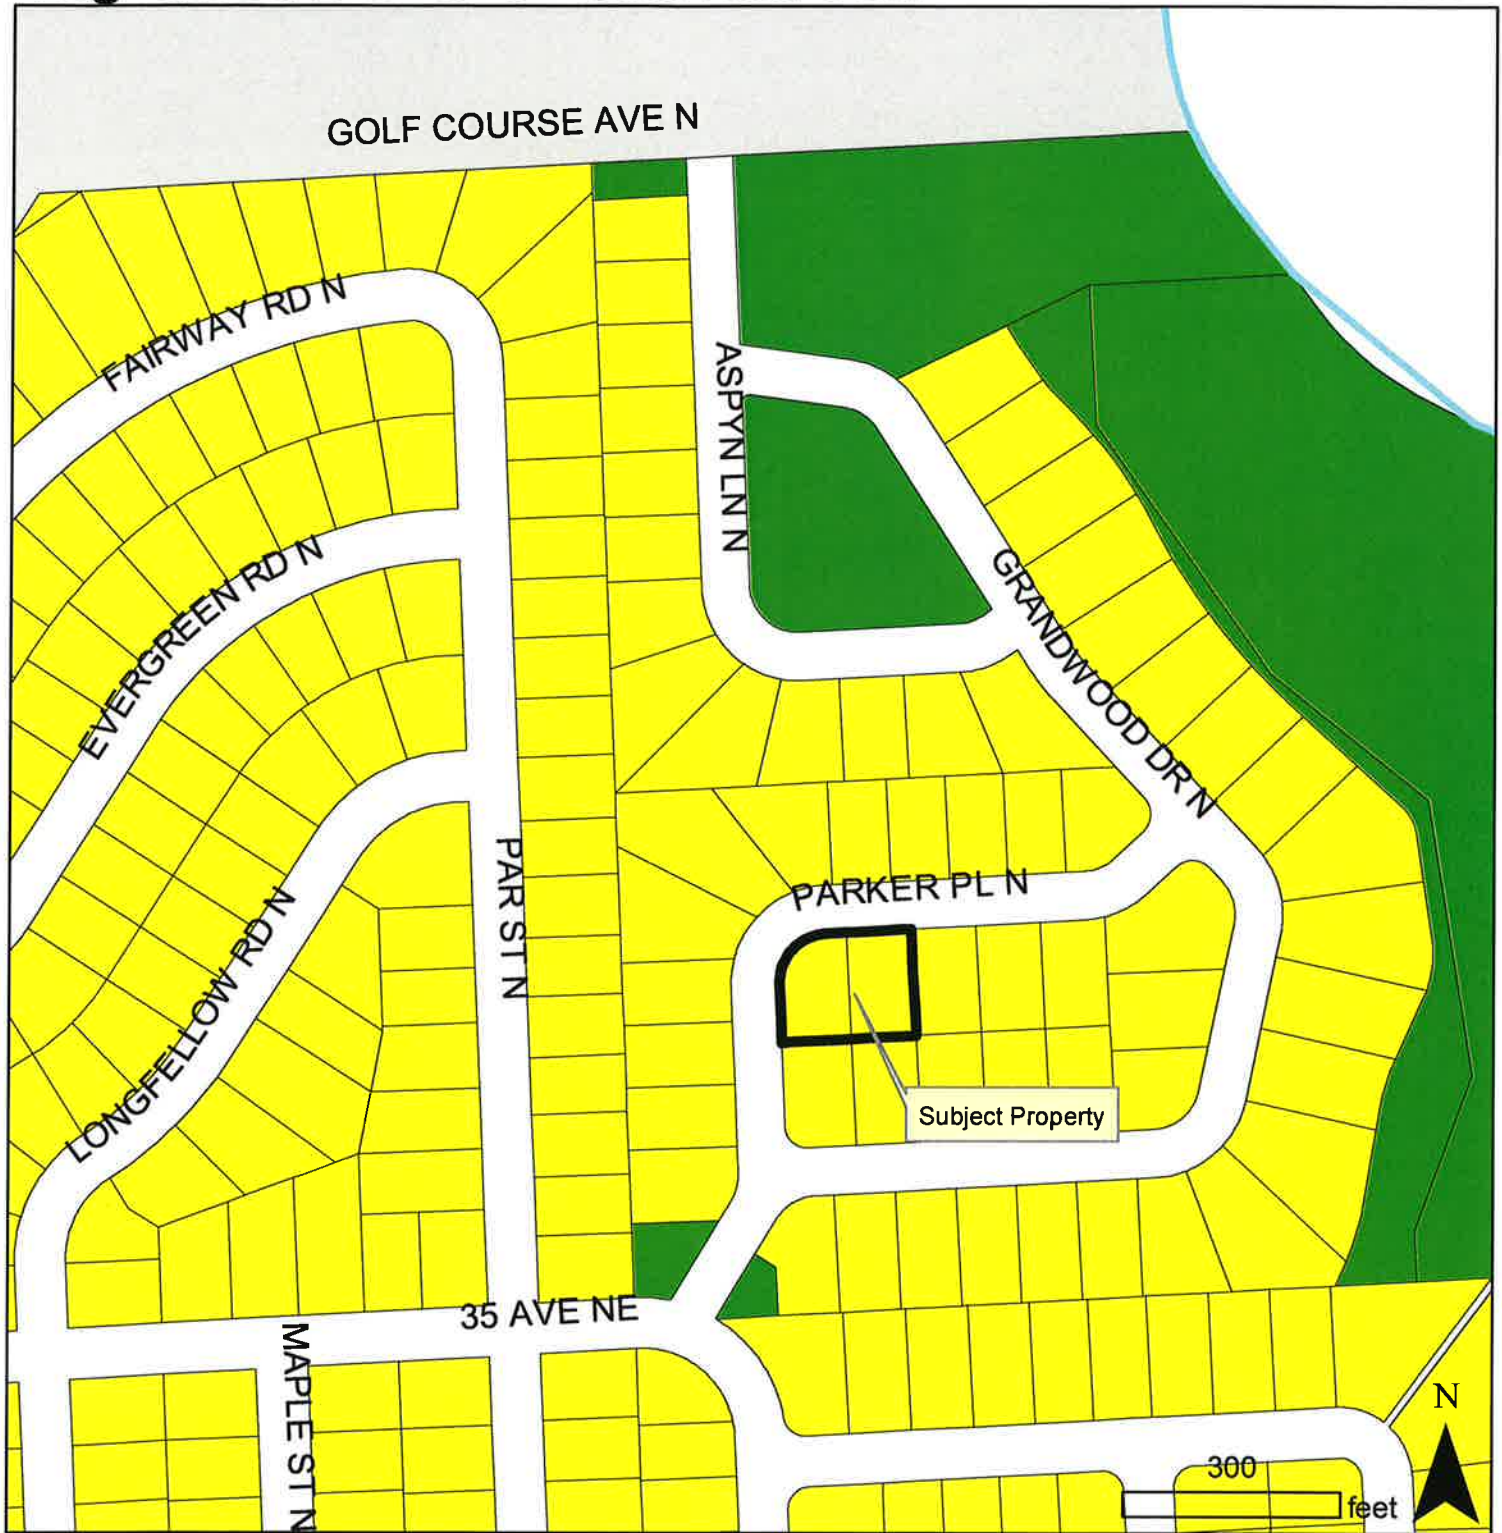 GOLF COURSE AVE N
FAIRWAY RD N
ASPYN LN N
EVERGREEN RD N
GRANDWOOD DR N
PAR ST N
PARKER PL N
LONGFELLOW RD N
Subject Property
35 AVE NE
MAPLE ST N
N
300
feet